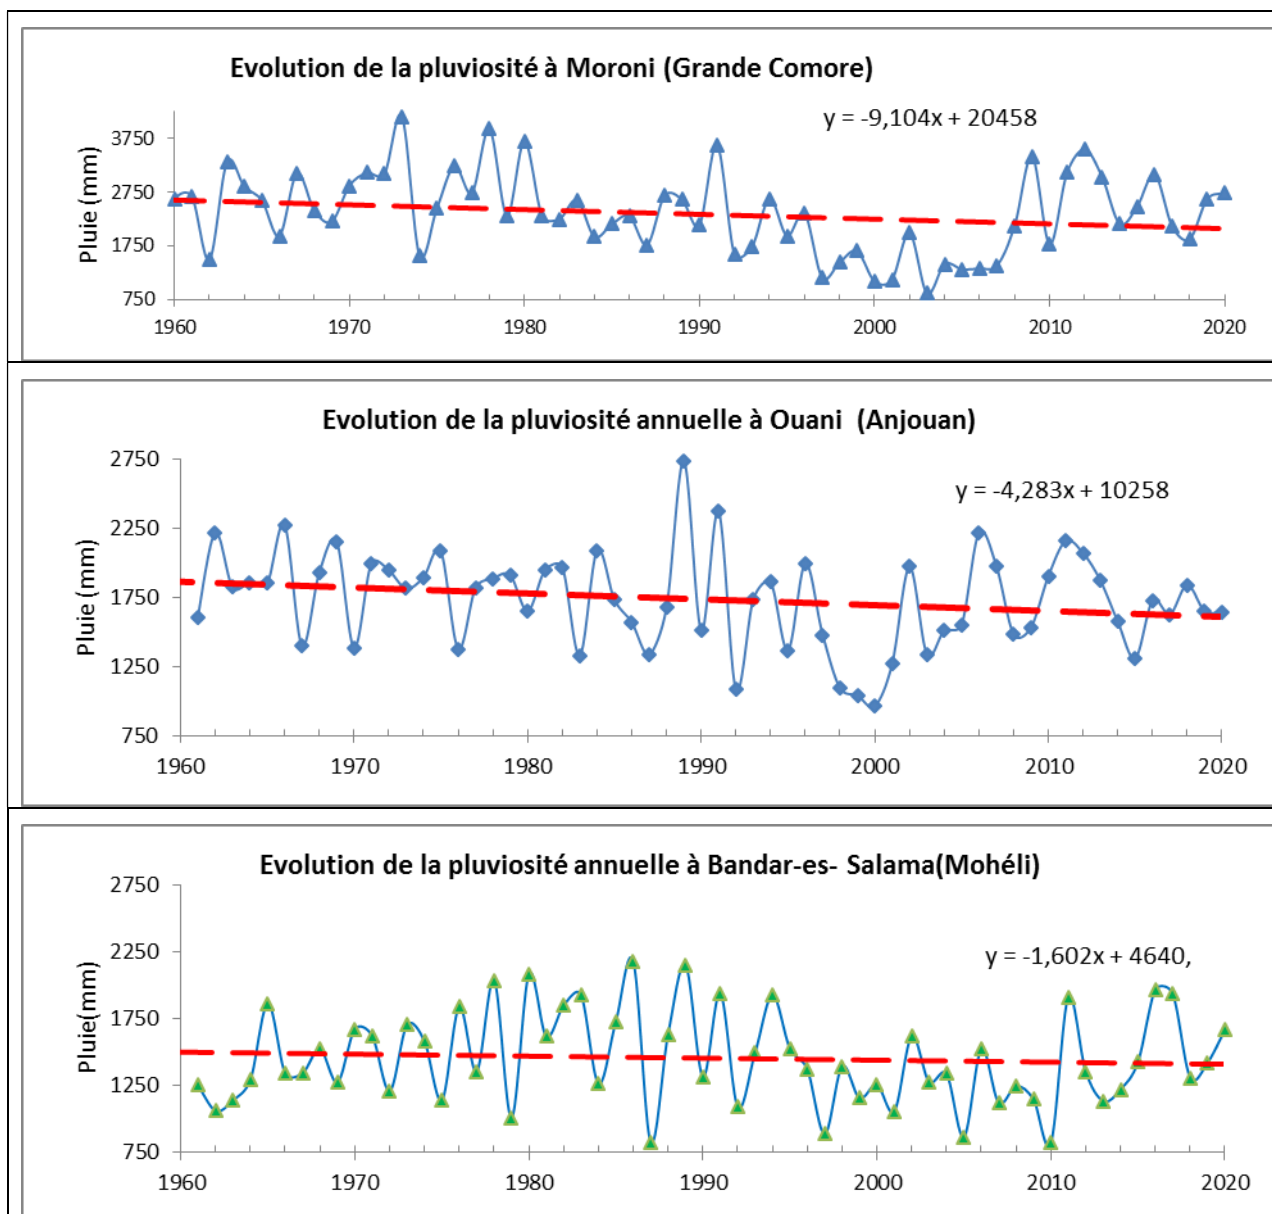 Evolution de la pluviosité à Moroni (Grande Comore)
y = -9,104x + 20458
Pluie (mm)
3750
2750
1750
750
1960 1970 1980 1990 2000 2010 2020
Evolution de la pluviosité annuelle à Ouani (Anjouan)
y = -4,283x + 10258
Pluie (mm)
2750
2250
1750
1250
750
1960 1970 1980 1990 2000 2010 2020
Evolution de la pluviosité annuelle à Bandar-es- Salama(Mohéli)
y = -1,602x + 4640,
Pluie(mm)
2750
2250
1750
1250
750
1960 1970 1980 1990 2000 2010 2020